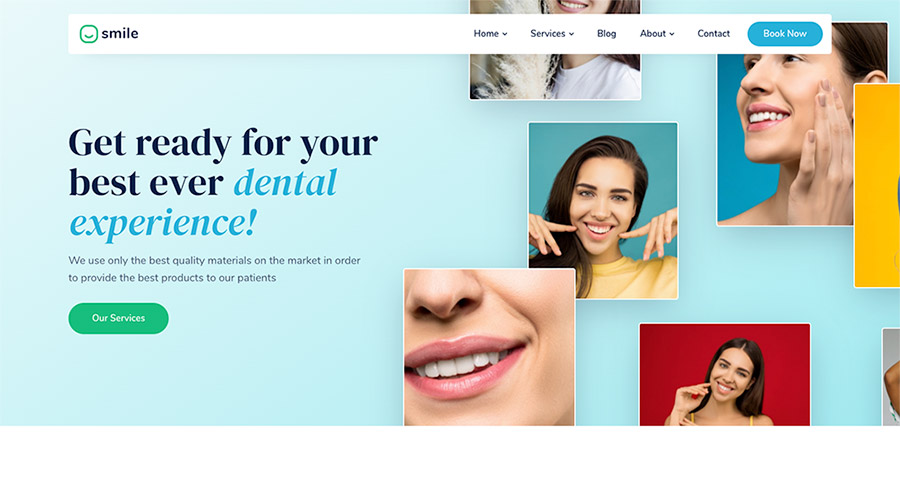 smile
Home
Services
Blog
About
Contact
Book Now
Get ready for your
best ever dental
experience!
We use only the best quality materials on the market in order
to provide the best products to our patients
Our Services